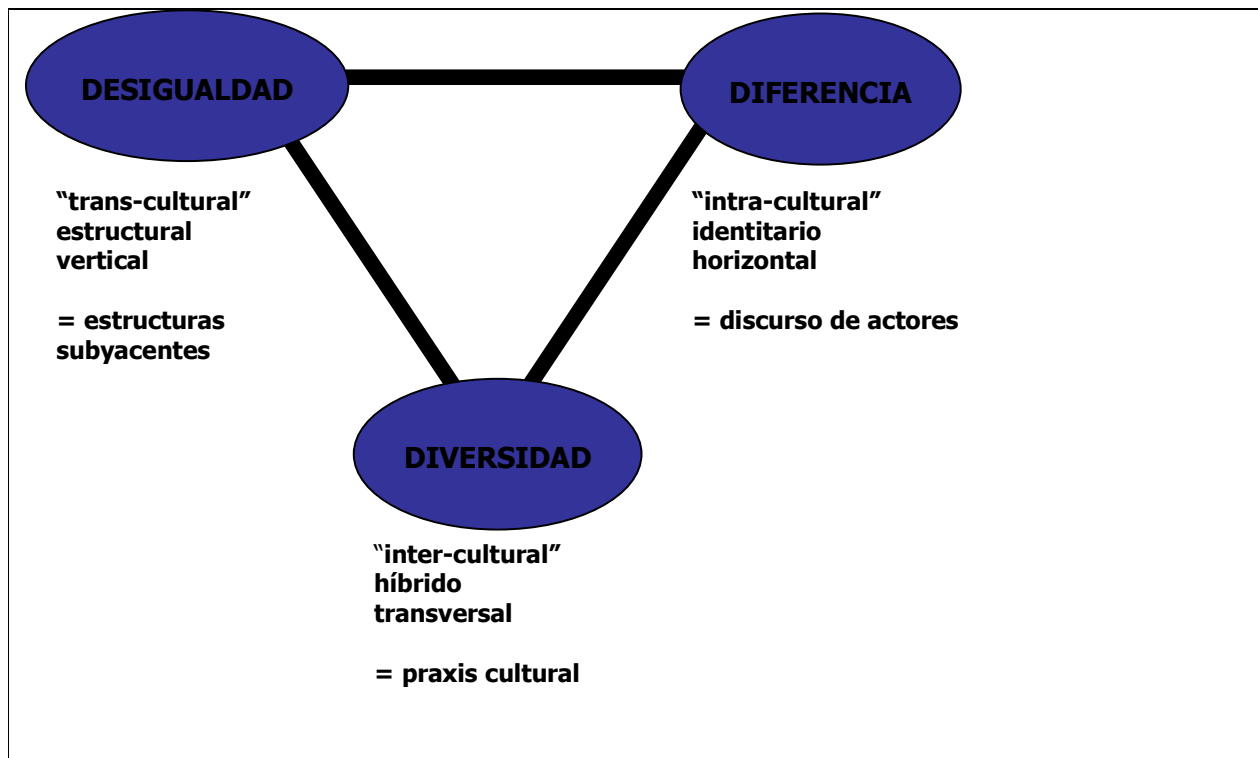 DESIGUALDAD
“trans-cultural”
estructural
vertical
= estructuras
subyacentes
DIFERENCIA
“intra-cultural”
identitario
horizontal
= discurso de actores
DIVERSIDAD
“inter-cultural”
híbrido
transversal
= praxis cultural